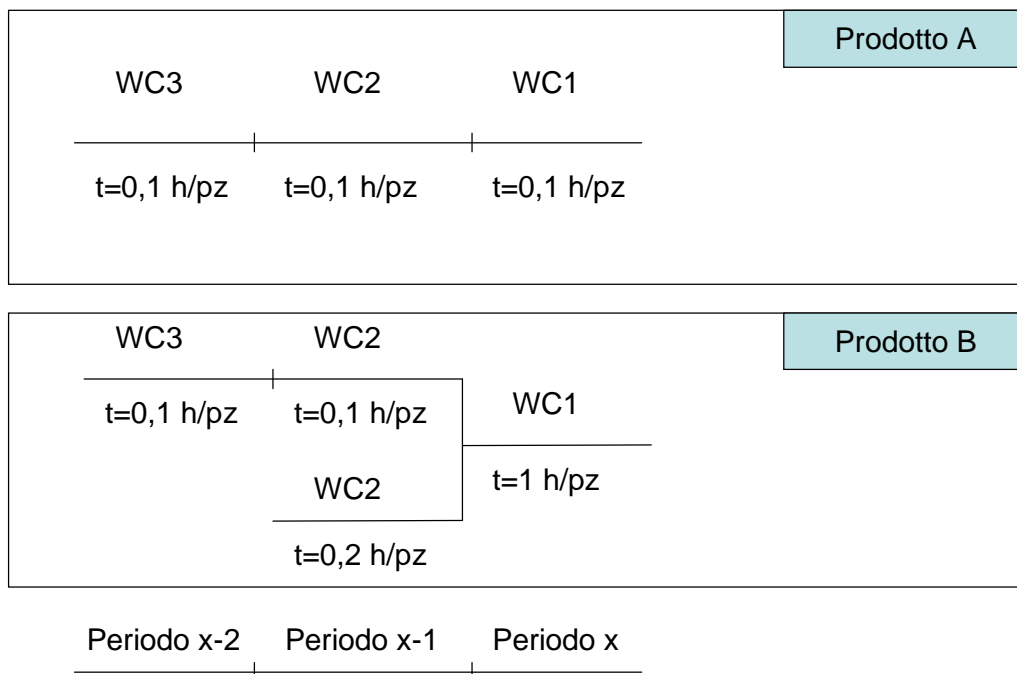 Prodotto A
WC3 WC2 WC1
t=0,1 h/pz t=0,1 h/pz t=0,1 h/pz
Prodotto B
WC3 WC2
t=0,1 h/pz t=0,1 h/pz
WC1
t=1 h/pz
WC2
t=0,2 h/pz
Periodo x-2 Periodo x-1 Periodo x